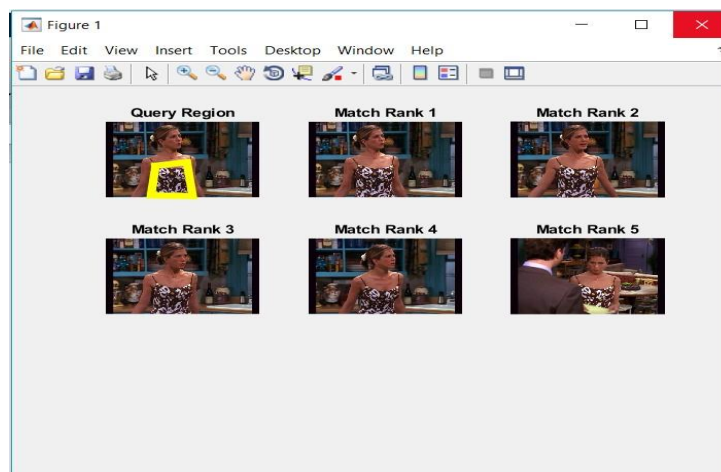 Figure 1
File Edit View Insert Tools Desktop Window Help
Query Region Match Rank 1 Match Rank 2
Match Rank 3 Match Rank 4 Match Rank 5